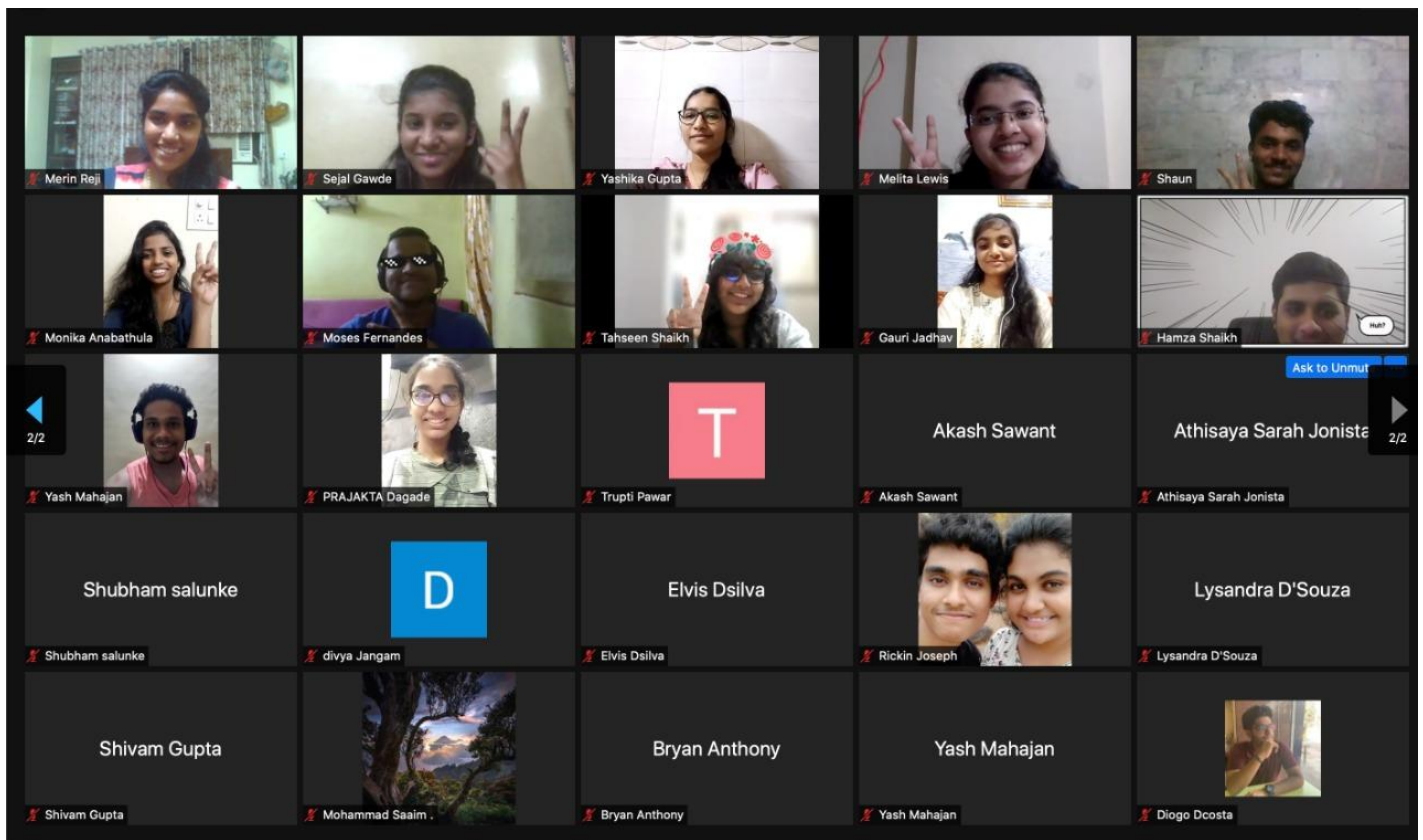 Merin Reji
Sejal Gawde
Yashika Gupta
Melita Lewis
Shaun
Monika Anabathula
Moses Fernandes
Tahseen Shaikh
Gauri Jadhav
Huh?
Hamza Shaikh
Ask to Unmut
2/2
T
Akash Sawant
Athisaya Sarah Jonista
2/2
Yash Mahajan
PRAJAKTA Dagade
Trupti Pawar
Akash Sawant
Athisaya Sarah Jonista
Shubham salunke
D
Elvis Dsilva
Lysandra D'Souza
Shubham salunke
divya Jangam
Elvis Dsilva
Rickin Joseph
Lysandra D'Souza
Shivam Gupta
Bryan Anthony
Yash Mahajan
Shivam Gupta
Mohammad Saaim .
Bryan Anthony
Yash Mahajan
Diogo Dcosta